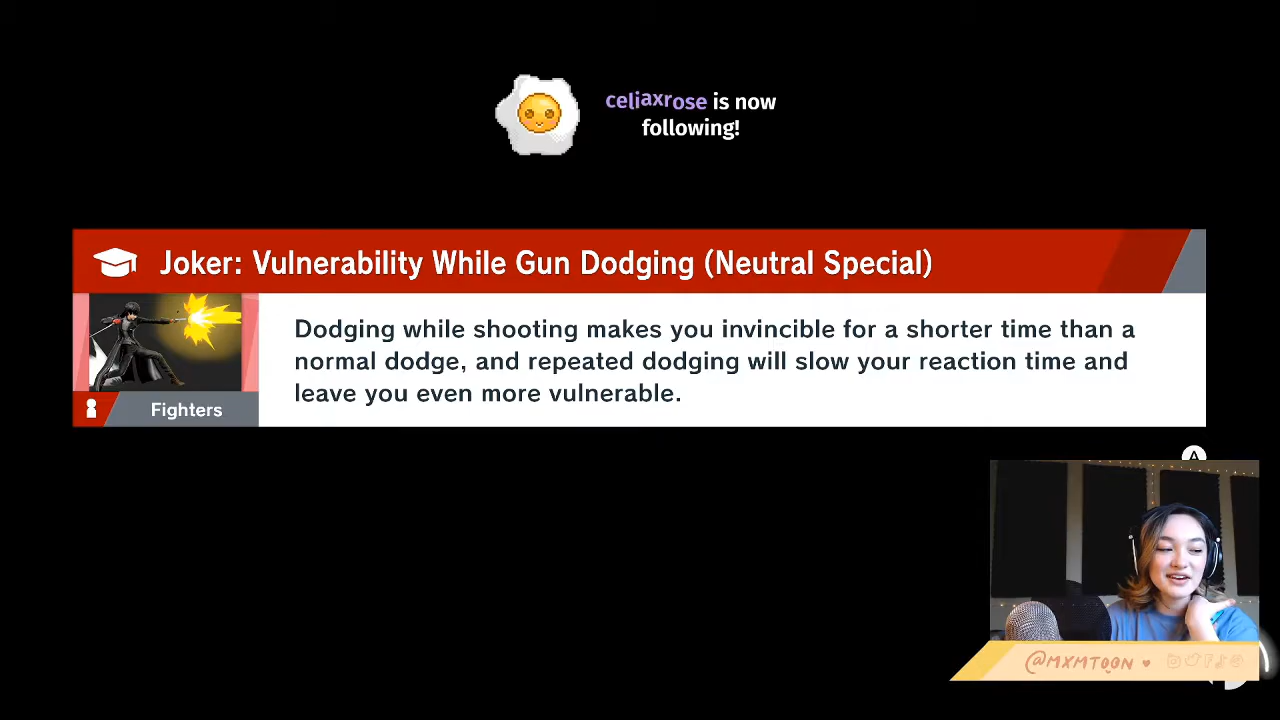 celiaxrose is now
following!
Joker: Vulnerability While Gun Dodging (Neutral Special)
Dodging while shooting makes you invincible for a shorter time than a
normal dodge, and repeated dodging will slow your reaction time and
leave you even more vulnerable.
Fighters
A
@MXMTOON